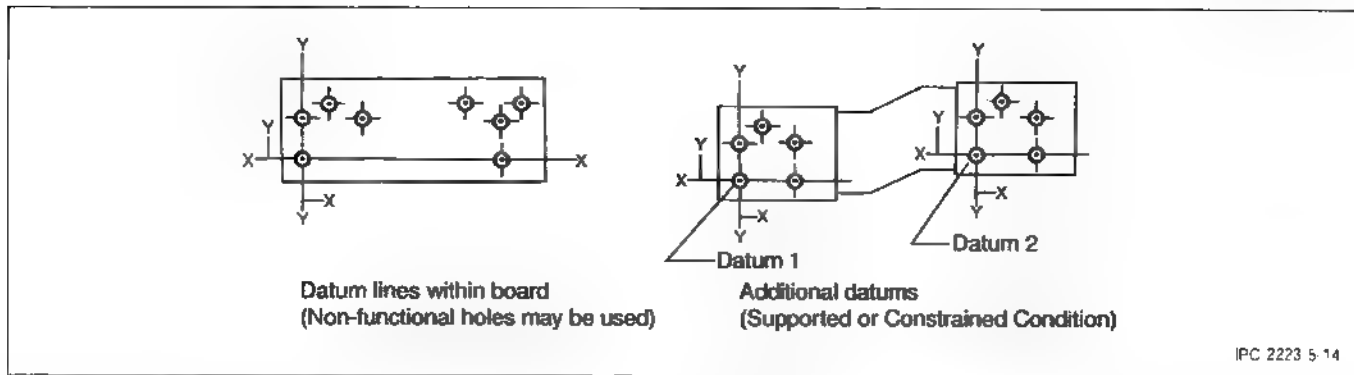 Y
Y
Y
Y
Y
Y
X
X
X
X
X
X
X
X
Y
Y
Y
Datum 1
Datum 2
Datum lines within board
(Non-functional holes may be used)
Additional datums
(Supported or Constrained Condition)
IPC 2223 5-14